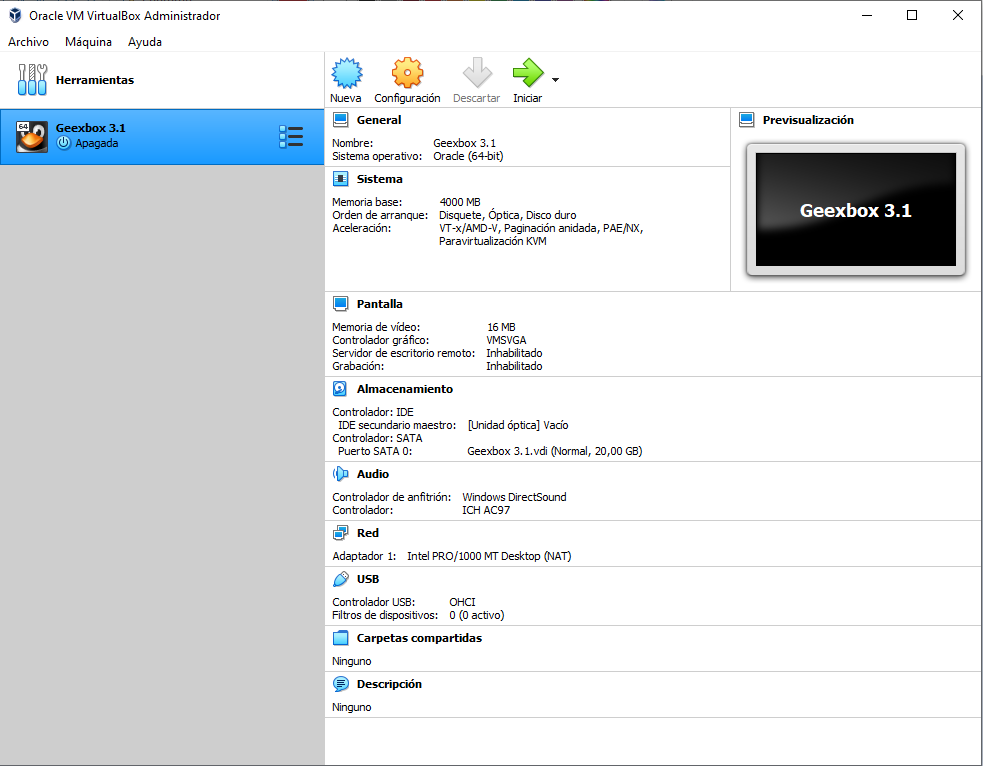 Oracle VM VirtualBox Administrador
Archivo Máquina Ayuda
Herramientas
64
Geexbox 3.1
Apagada
Nueva Configuración Descartar Iniciar
General
Nombre: Geexbox 3.1
Sistema operativo: Oracle (64-bit)
Sistema
Memoria base: 4000 MB
Orden de arranque: Disquete, Óptica, Disco duro
Aceleración: VT-x/AMD-V, Paginación anidada, PAE/NX,
Paravirtualización KVM
Previsualización
Geexbox 3.1
Pantalla
Memoria de vídeo: 16 MB
Controlador gráfico: VMSVGA
Servidor de escritorio remoto: Inhabilitado
Grabación: Inhabilitado
Almacenamiento
Controlador: IDE
IDE secundario maestro: [Unidad óptica] Vacío
Controlador: SATA
Puerto SATA 0: Geexbox 3.1.vdi (Normal, 20,00 GB)
Audio
Controlador de anfitrión: Windows DirectSound
Controlador: ICH AC97
Red
Adaptador 1: Intel PRO/1000 MT Desktop (NAT)
USB
Controlador USB: OHCI
Filtros de dispositivos: 0 (0 activo)
Carpetas compartidas
Ninguno
Descripción
Ninguno